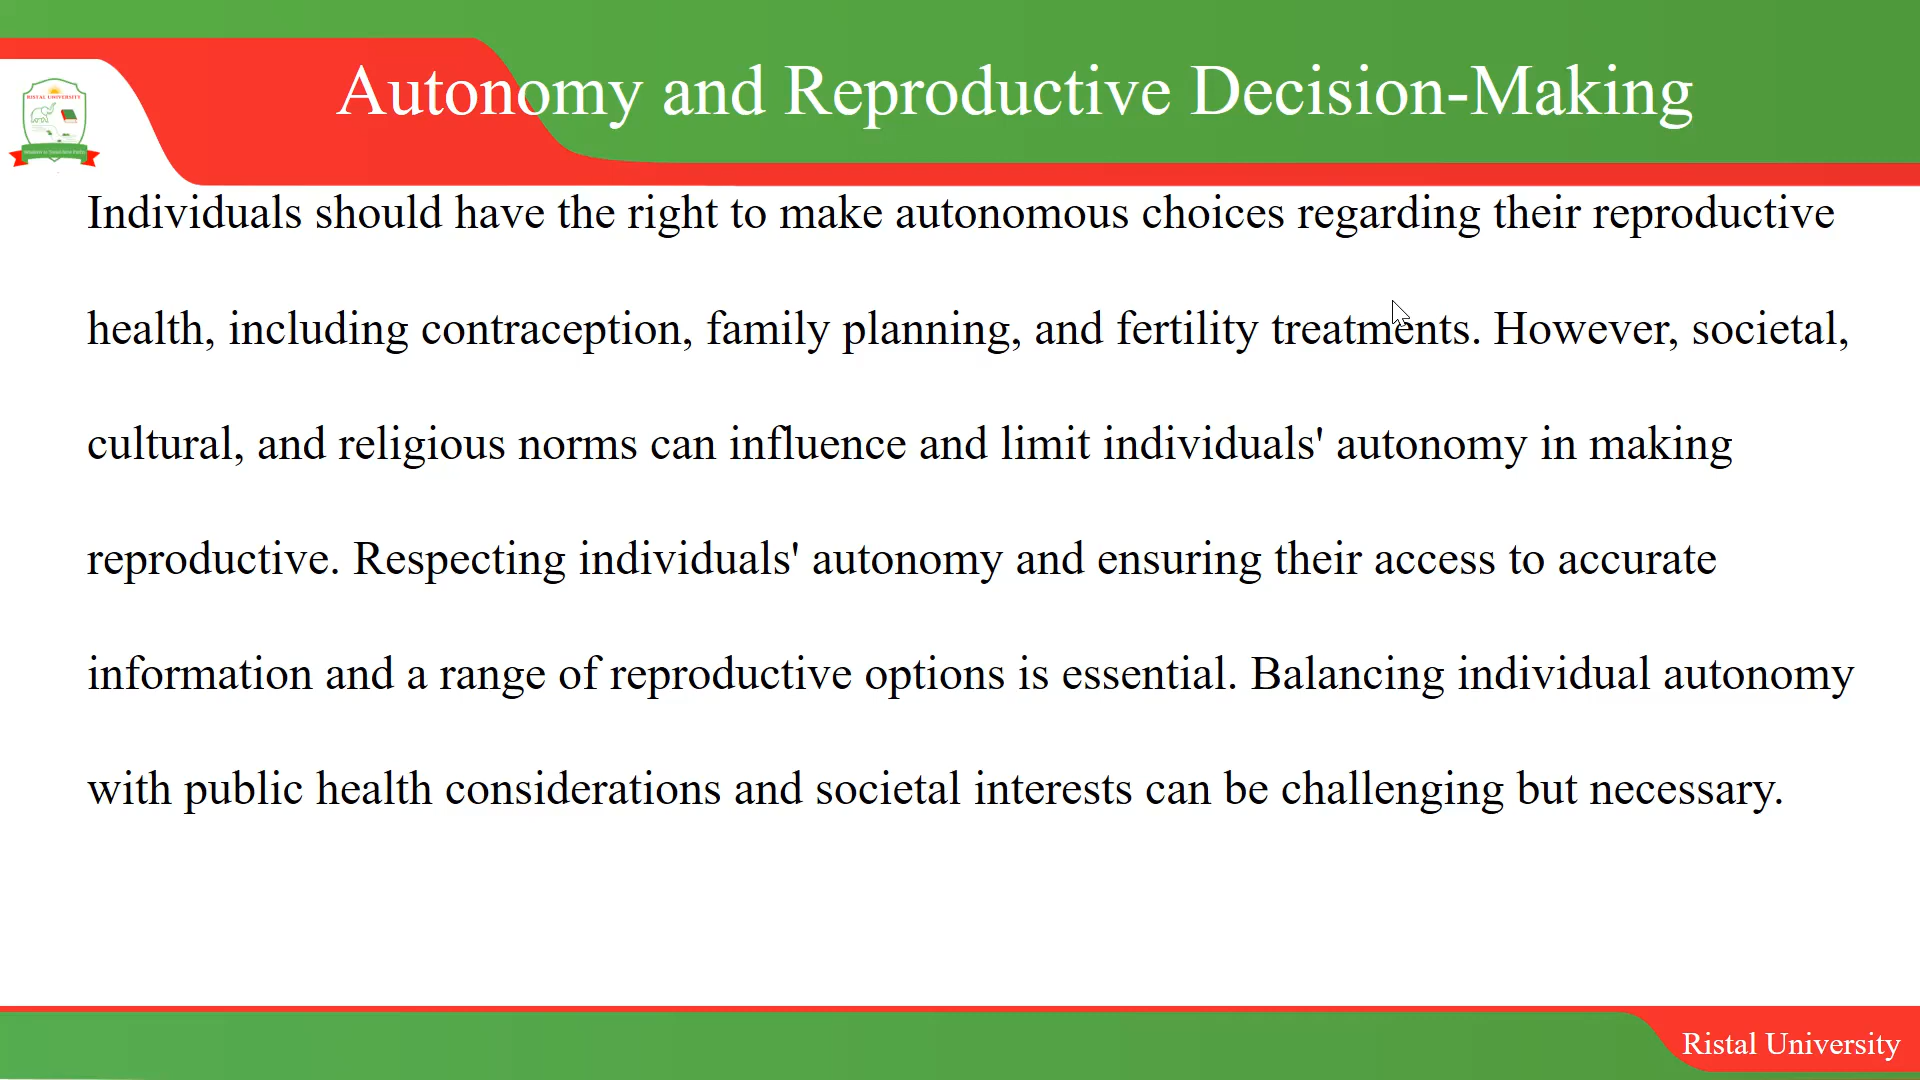 Autonomy and Reproductive Decision-Making
RISTAL UNIVERSITY
Individuals should have the right to make autonomous choices regarding their reproductive
health, including contraception, family planning, and fertility treatments. However, societal,
cultural, and religious norms can influence and limit individuals' autonomy in making
reproductive. Respecting individuals' autonomy and ensuring their access to accurate
information and a range of reproductive options is essential. Balancing individual autonomy
with public health considerations and societal interests can be challenging but necessary.
Ristal University